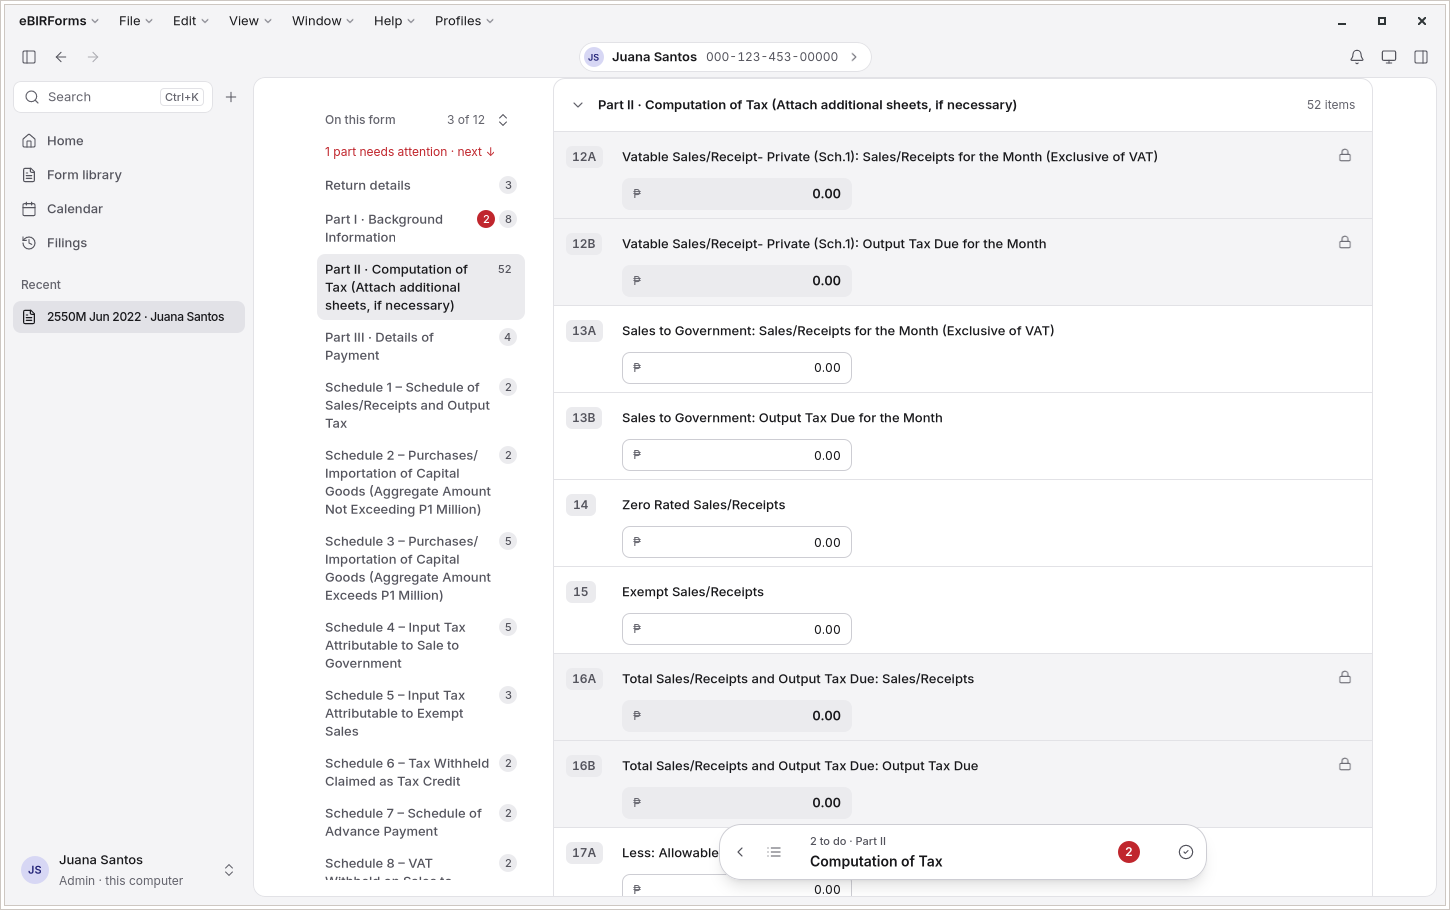 eBIRForms File Edit View Window Help Profiles
JS Juana Santos 000-123-453-00000
Search Ctrl+K
Home
Form library
Calendar
Filings
Recent
2550M Jun 2022 · Juana Santos
JS Juana Santos
Admin · this computer
On this form 3 of 12
1 part needs attention · next ↓
Return details 3
Part I · Background 2 8
Information
Part II · Computation of 52
Tax (Attach additional
sheets, if necessary)
Part III · Details of 4
Payment
Schedule 1 – Schedule of 2
Sales/Receipts and Output
Tax
Schedule 2 – Purchases/ 2
Importation of Capital
Goods (Aggregate Amount
Not Exceeding P1 Million)
Schedule 3 – Purchases/ 5
Importation of Capital
Goods (Aggregate Amount
Exceeds P1 Million)
Schedule 4 – Input Tax 5
Attributable to Sale to
Government
Schedule 5 – Input Tax 3
Attributable to Exempt
Sales
Schedule 6 – Tax Withheld 2
Claimed as Tax Credit
Schedule 7 – Schedule of 2
Advance Payment
Schedule 8 – VAT 2
Withheld on Sales to
Part II · Computation of Tax (Attach additional sheets, if necessary) 52 items
12A Vatable Sales/Receipt- Private (Sch.1): Sales/Receipts for the Month (Exclusive of VAT)
₱ 0.00
12B Vatable Sales/Receipt- Private (Sch.1): Output Tax Due for the Month
₱ 0.00
13A Sales to Government: Sales/Receipts for the Month (Exclusive of VAT)
₱ 0.00
13B Sales to Government: Output Tax Due for the Month
₱ 0.00
14 Zero Rated Sales/Receipts
₱ 0.00
15 Exempt Sales/Receipts
₱ 0.00
16A Total Sales/Receipts and Output Tax Due: Sales/Receipts
₱ 0.00
16B Total Sales/Receipts and Output Tax Due: Output Tax Due
₱ 0.00
17A Less: Allowable
₱ 0.00
2 to do · Part II
Computation of Tax 2